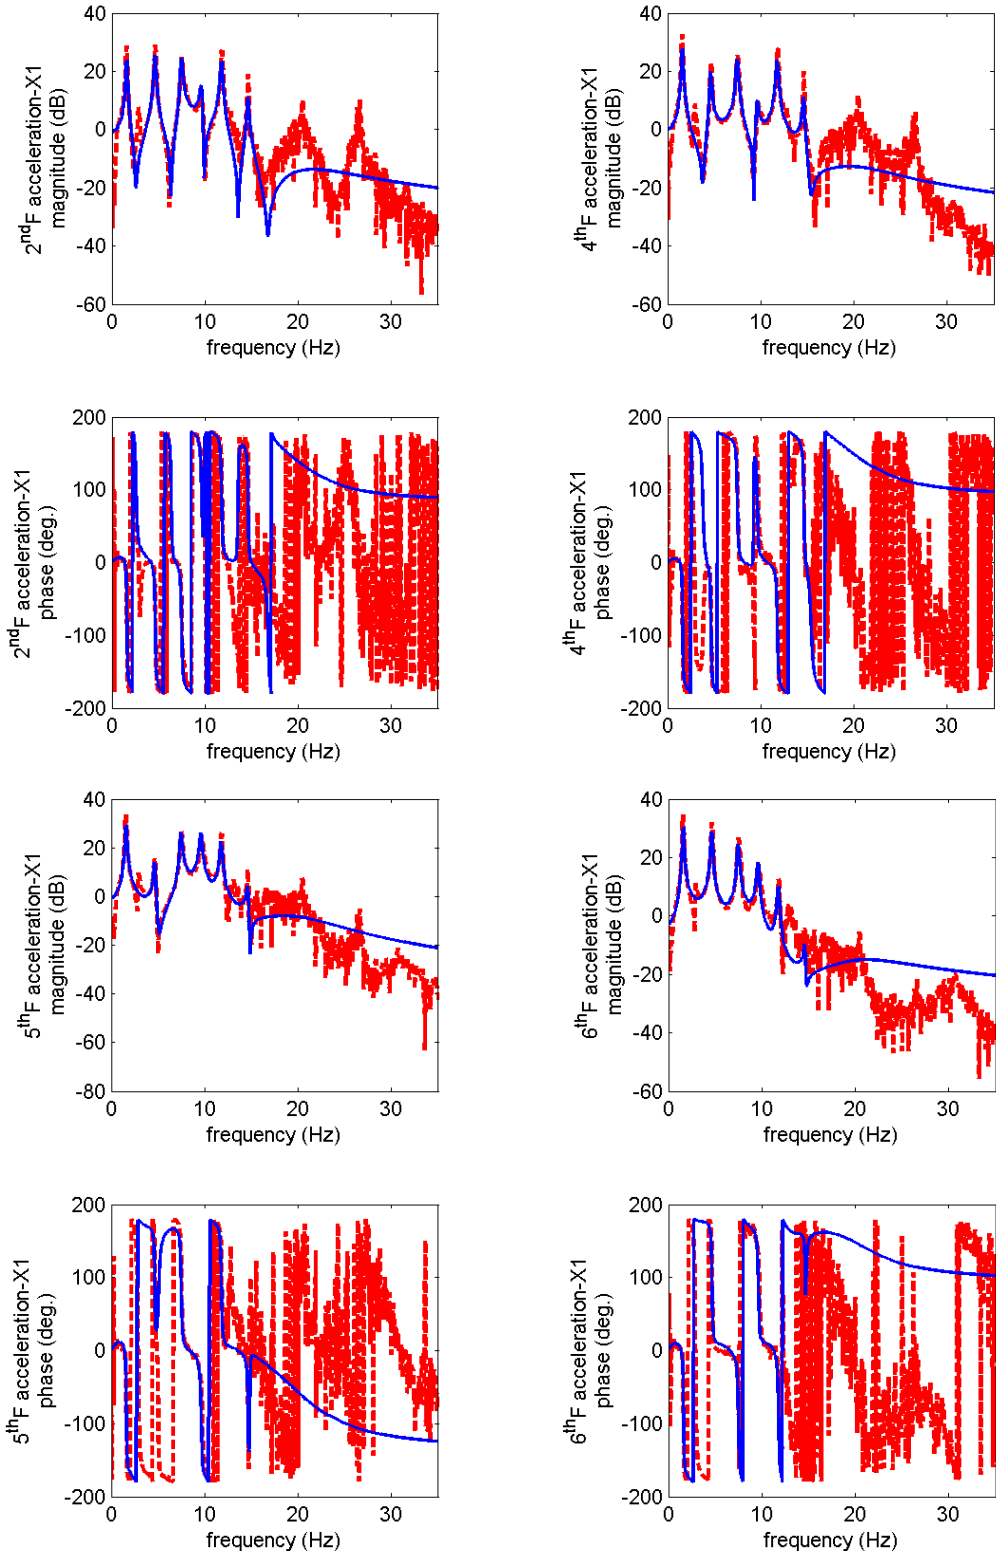 40
20
0
-20
-40
-60
2ndF acceleration-X1
magnitude (dB)
0 10 20 30
frequency (Hz)
40
20
0
-20
-40
-60
4thF acceleration-X1
magnitude (dB)
0 10 20 30
frequency (Hz)
200
100
0
-100
-200
2ndF acceleration-X1
phase (deg.)
0 10 20 30
frequency (Hz)
200
100
0
-100
-200
4thF acceleration-X1
phase (deg.)
0 10 20 30
frequency (Hz)
40
20
0
-20
-40
-60
-80
5thF acceleration-X1
magnitude (dB)
0 10 20 30
frequency (Hz)
40
20
0
-20
-40
-60
6thF acceleration-X1
magnitude (dB)
0 10 20 30
frequency (Hz)
200
100
0
-100
-200
5thF acceleration-X1
phase (deg.)
0 10 20 30
frequency (Hz)
200
100
0
-100
-200
6thF acceleration-X1
phase (deg.)
0 10 20 30
frequency (Hz)